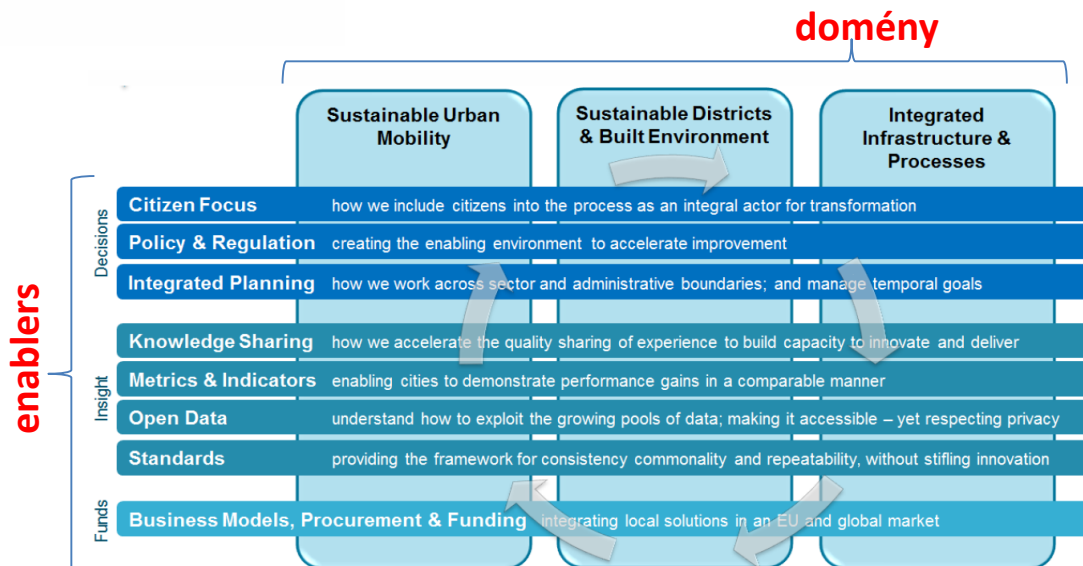 domény
Sustainable Urban
Mobility
Sustainable Districts
& Built Environment
Integrated
Infrastructure &
Processes
enablers
Decisions
Citizen Focus how we include citizens into the process as an integral actor for transformation
Policy & Regulation creating the enabling environment to accelerate improvement
Integrated Planning how we work across sector and administrative boundaries; and manage temporal goals
Insight
Knowledge Sharing how we accelerate the quality sharing of experience to build capacity to innovate and deliver
Metrics & Indicators enabling cities to demonstrate performance gains in a comparable manner
Open Data understand how to exploit the growing pools of data; making it accessible – yet respecting privacy
Standards providing the framework for consistency commonality and repeatability, without stifling innovation
Funds
Business Models, Procurement & Funding integrating local solutions in an EU and global market